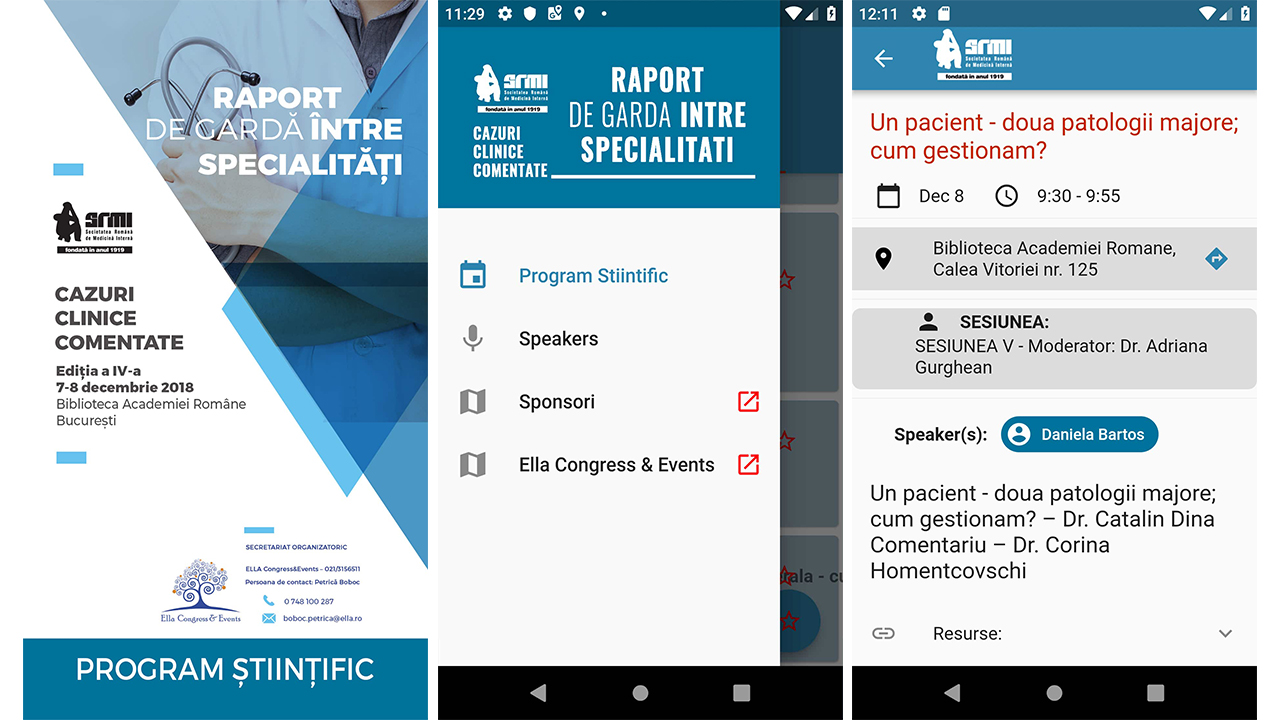 RAPORT
DE GARDĂ ÎNTRE
SPECIALITĂȚI
SRMI
Societatea Română
de Medicină Internă
fondată în anul 1919
CAZURI
CLINICE
COMENTATE
Ediția a IV-a
7-8 decembrie 2018
Biblioteca Academiei Române
București
SECRETARIAT ORGANIZATORIC
ELLA Congress&Events – 021/3156511
Persoana de contact: Petrică Boboc
0 748 100 287
boboc.petrica@ella.ro
Ella Congress & Events
PROGRAM ȘTIINȚIFIC
11:29
SRMI
Societatea Română
de Medicină Internă
fondată în anul 1919
CAZURI
CLINICE
COMENTATE
RAPORT
DE GARDA INTRE
SPECIALITATI
Program Stiintific
Speakers
Sponsori
Ella Congress & Events
rala - cu
12:11
SRMI
Societatea Română
de Medicină Internă
fondată în anul 1919
Un pacient - doua patologii majore;
cum gestionam?
Dec 8
9:30 - 9:55
Biblioteca Academiei Romane,
Calea Vitoriei nr. 125
SESIUNEA:
SESIUNEA V - Moderator: Dr. Adriana
Gurghean
Speaker(s):
Daniela Bartos
Un pacient - doua patologii majore;
cum gestionam? – Dr. Catalin Dina
Comentariu – Dr. Corina
Homentcovschi
Resurse: